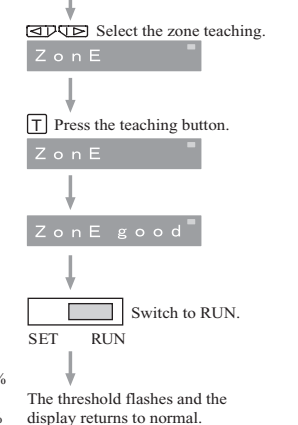 Select the zone teaching.
ZonE
T Press the teaching button.
ZonE
ZonE good
Switch to RUN.
SET RUN
%
The threshold flashes and the
display returns to normal.